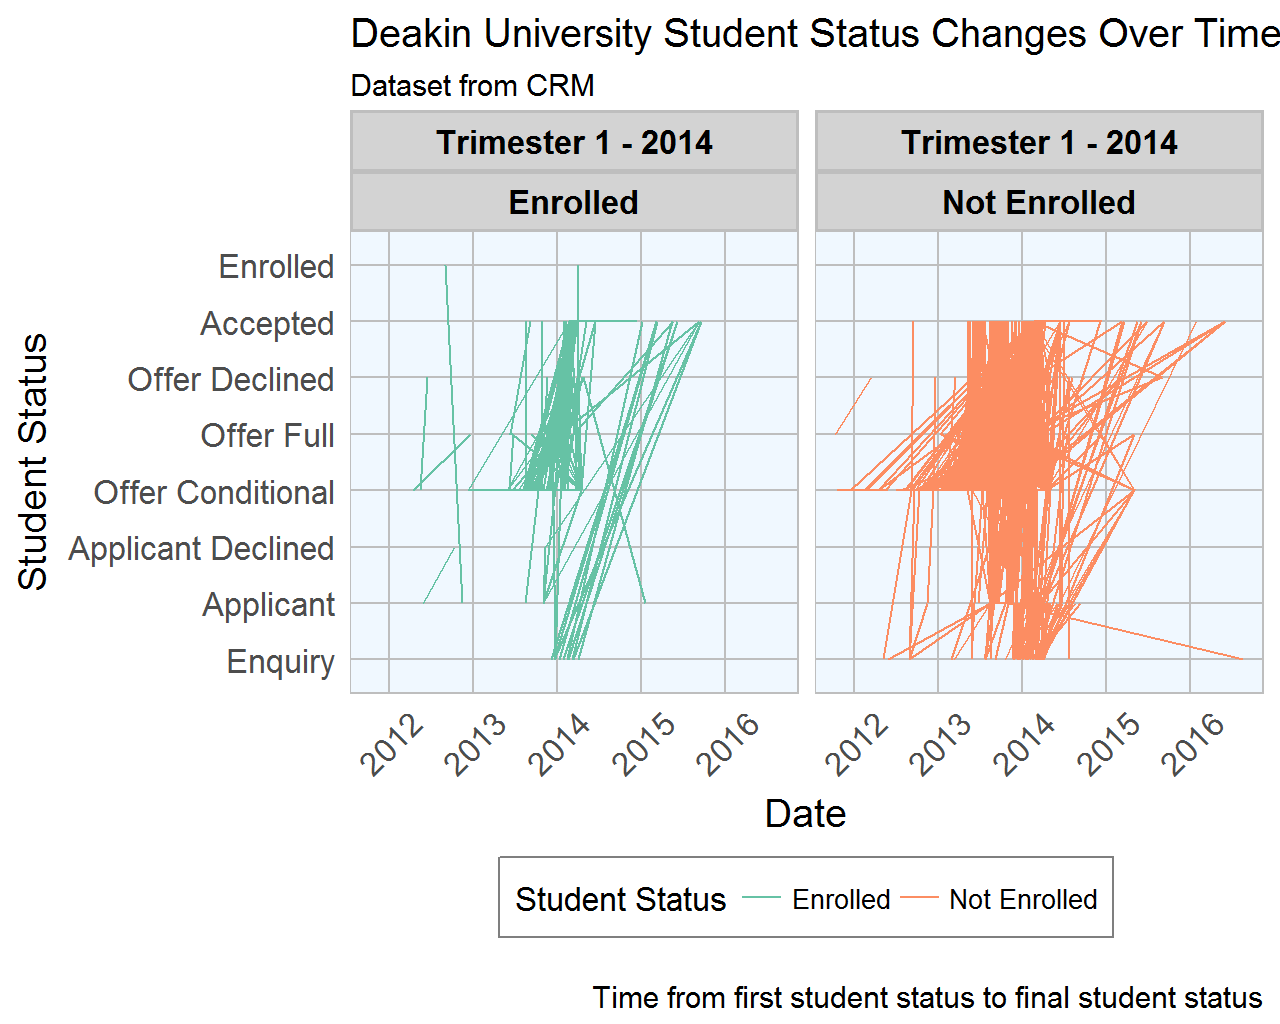 Deakin University Student Status Changes Over Time
Dataset from CRM
Trimester 1 - 2014
Trimester 1 - 2014
Enrolled
Not Enrolled
Student Status
Enrolled
Accepted
Offer Declined
Offer Full
Offer Conditional
Applicant Declined
Applicant
Enquiry
2012
2013
2014
2015
2016
2012
2013
2014
2015
2016
Date
Student Status
Enrolled
Not Enrolled
Time from first student status to final student status